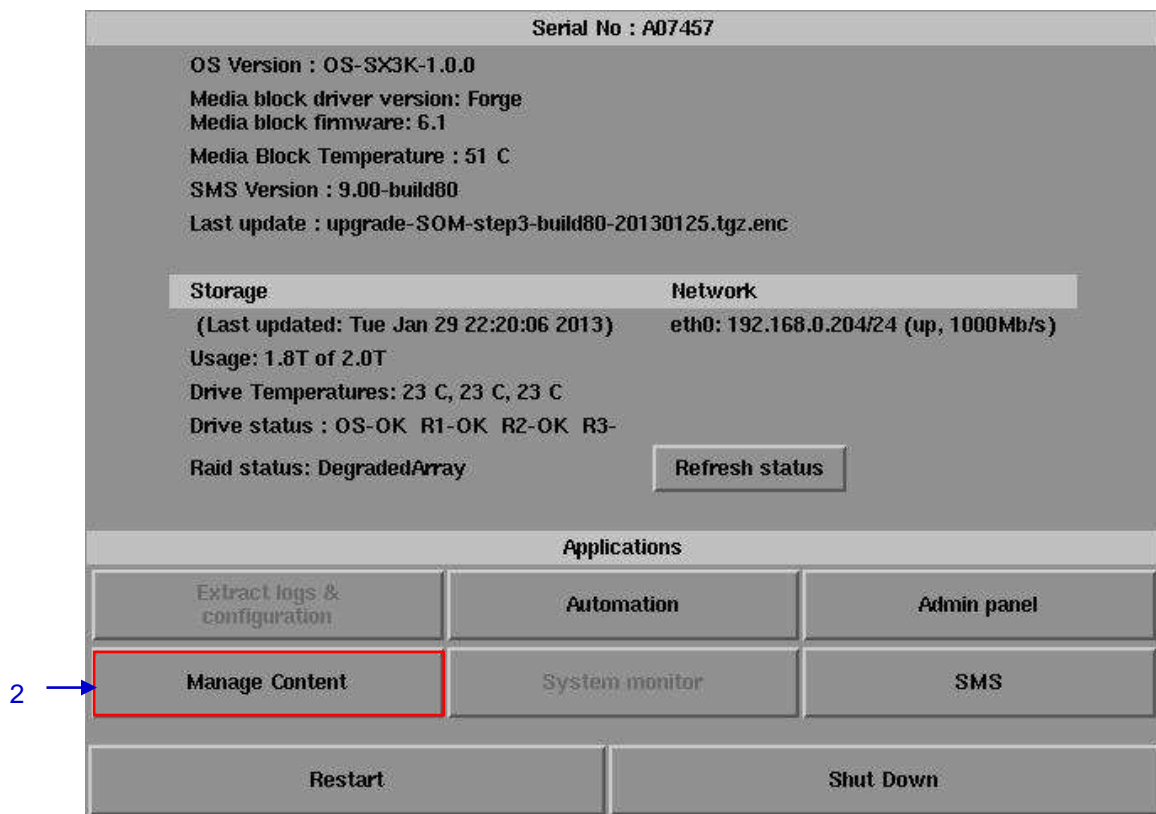 Serial No : A07457
OS Version : OS-SX3K-1.0.0
Media block driver version: Forge
Media block firmware: 6.1
Media Block Temperature : 51 C
SMS Version : 9.00-build80
Last update : upgrade-SOM-step3-build80-20130125.tgz.enc
Storage Network
(Last updated: Tue Jan 29 22:20:06 2013) eth0: 192.168.0.204/24 (up, 1000Mb/s)
Usage: 1.8T of 2.0T
Drive Temperatures: 23 C, 23 C, 23 C
Drive status : OS-OK R1-OK R2-OK R3-
Raid status: DegradedArray Refresh status
Applications
Extract logs &
configuration
Automation
Admin panel
2
Manage Content
System monitor
SMS
Restart
Shut Down